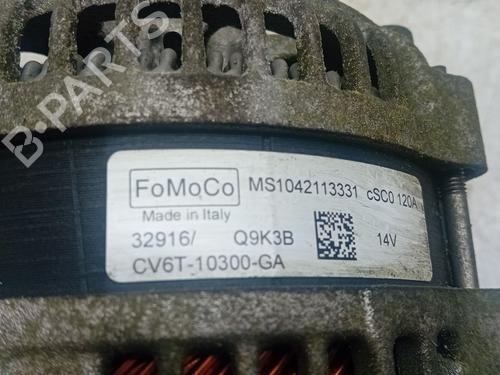 FoMoCo MS1042113331 cSC0 120A
Made in Italy
32916/ Q9K3B 14V
CV6T-10300-GA
B-PARTS